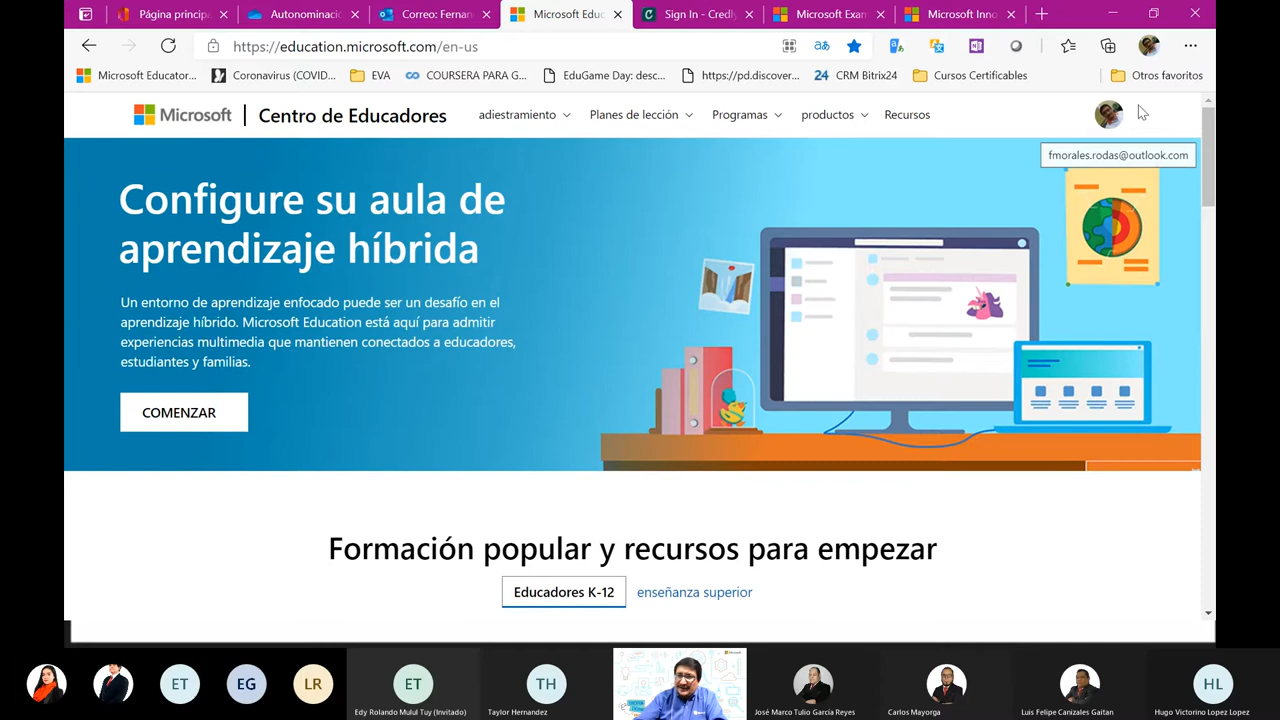 Página princip
Autonominació
Correo: Fernan
Microsoft Educ
Sign In - Credly
Microsoft Exam
Microsoft Inno
https://education.microsoft.com/en-us
Microsoft Educator...
Coronavirus (COVID...
EVA
COURSERA PARA G...
EduGame Day: desc...
https://pd.discover...
24 CRM Bitrix24
Cursos Certificables
Otros favoritos
Microsoft
Centro de Educadores
adiestramiento
Planes de lección
Programas
productos
Recursos
fmorales.rodas@outlook.com
Configure su aula de
aprendizaje híbrida
Un entorno de aprendizaje enfocado puede ser un desafío en el
aprendizaje híbrido. Microsoft Education está aquí para admitir
experiencias multimedia que mantienen conectados a educadores,
estudiantes y familias.
COMENZAR
Formación popular y recursos para empezar
Educadores K-12
enseñanza superior
ET
EG
LR
ET
TH
HL
Edy Rolando Mulul Tuy (Invitado)
Taylor Hernandez
José Marco Tulio García Reyes
Carlos Mayorga
Luis Felipe Canizales Gaitan
Hugo Victorino Lopez Lopez